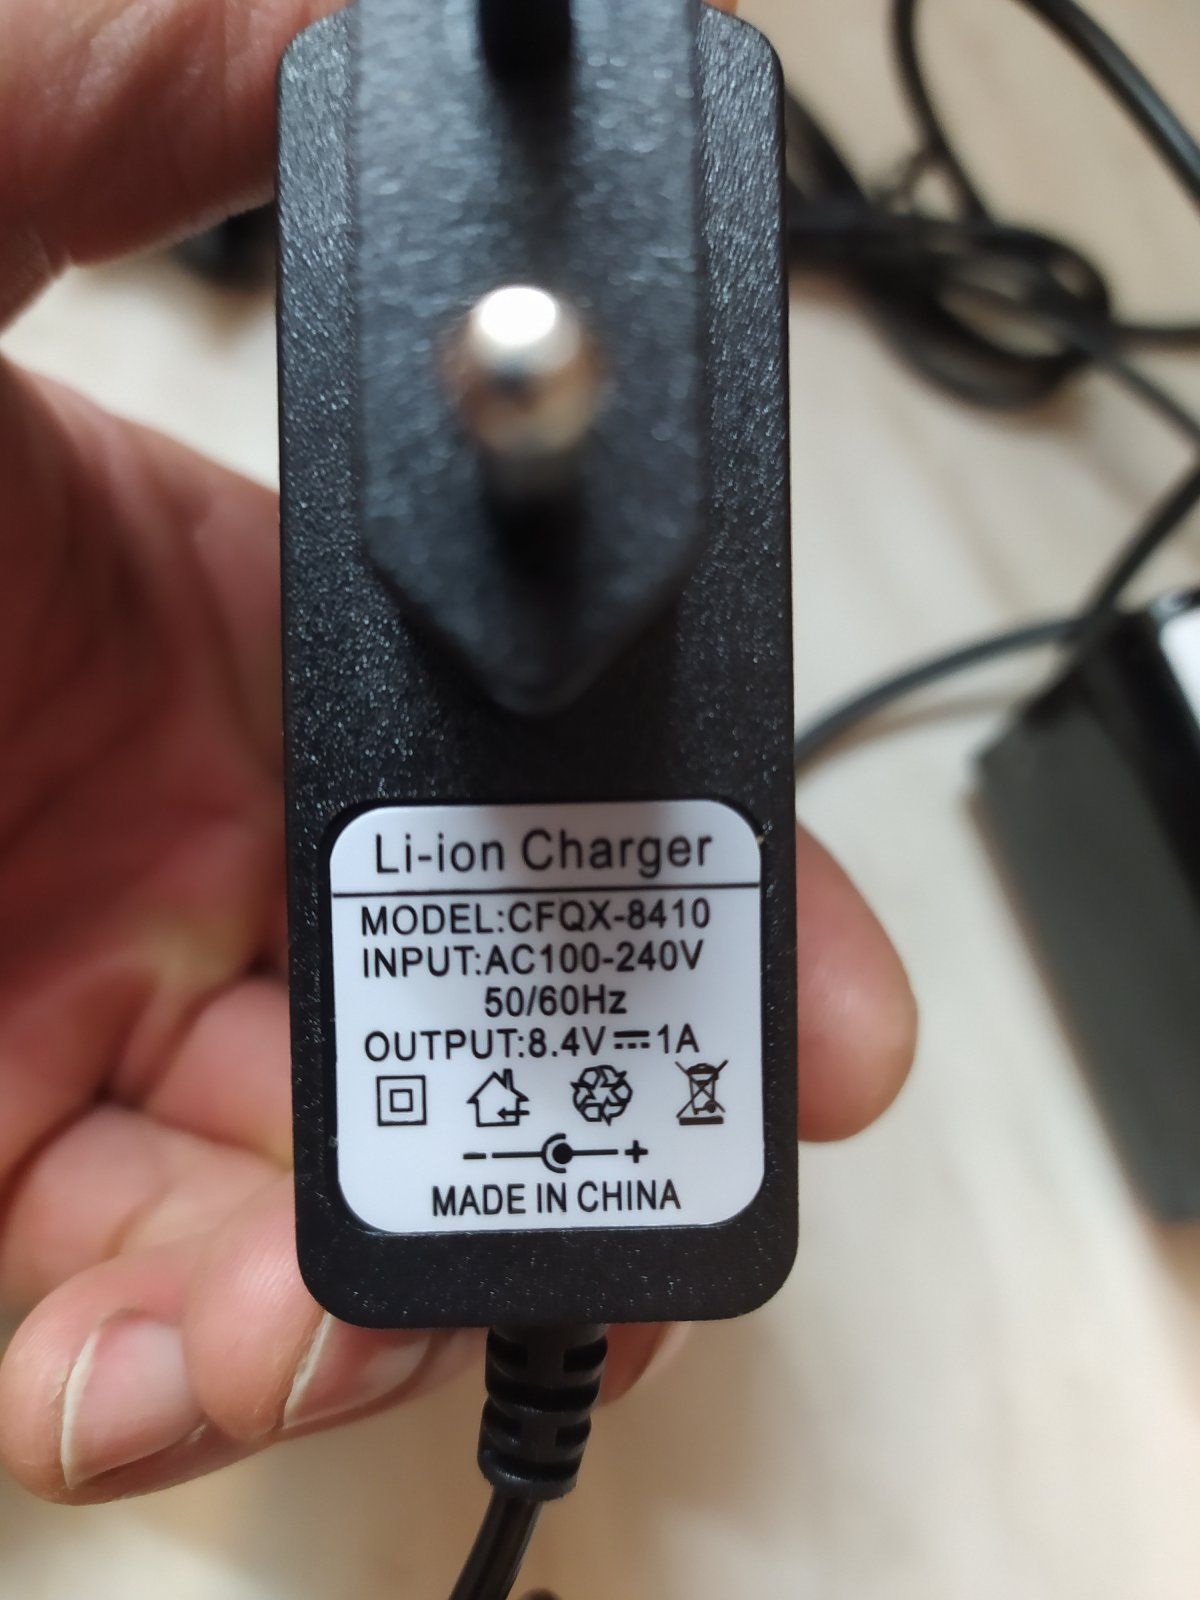 Li-ion Charger
MODEL:CFQX-8410
INPUT:AC100-240V
50/60Hz
OUTPUT:8.4V⎓1A
- +
MADE IN CHINA